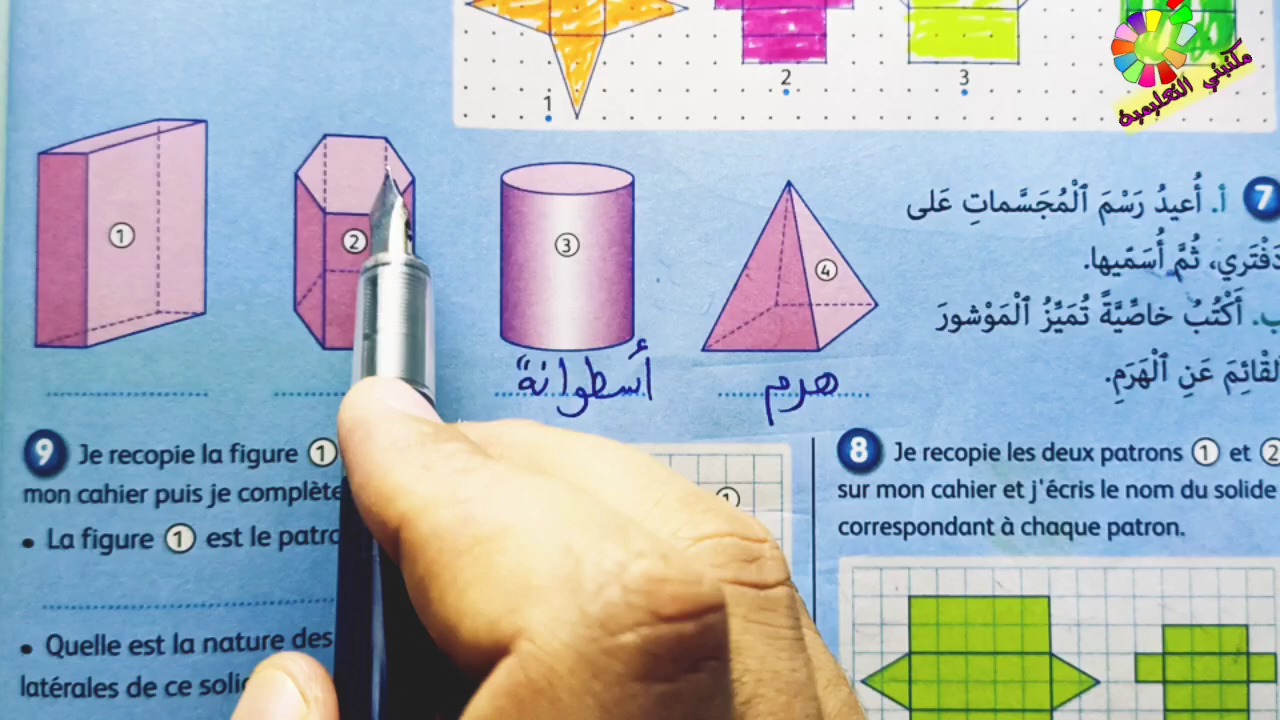 1
2
3
مكتبتي التعليمية
1
2
3
4
7 أ. أُعيدُ رَسْمَ ٱلْمُجَسَّماتِ عَلى
دَفْتَري، ثُمَّ أُسَمّيها.
ب. أَكْتُبُ خاصِّيَّةً تُمَيِّزُ ٱلْمَوْشورَ
ٱلْقائِمَ عَنِ ٱلْهَرَمِ.
أسطوانة
هرم
9 Je recopie la figure 1
mon cahier puis je complète
• La figure 1 est le
• Quelle est la nature des
latérales de ce
1
8 Je recopie les deux patrons 1 et 2
sur mon cahier et j'écris le nom du solide
correspondant à chaque patron.